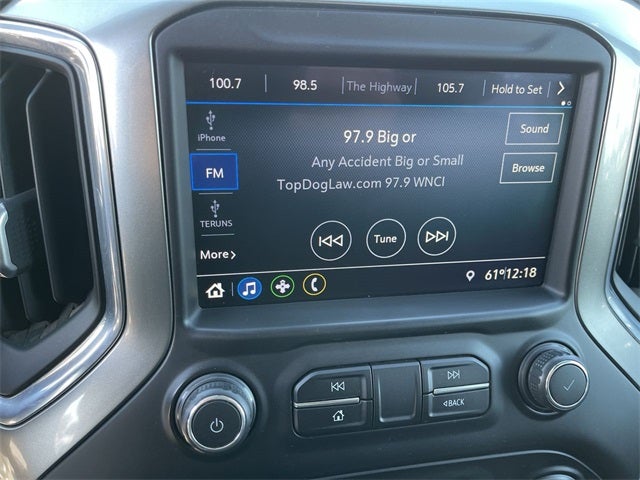 100.7 98.5 The Highway 105.7 Hold to Set >
iPhone
97.9 Big or
Sound
FM
Any Accident Big or Small
Browse
TopDogLaw.com 97.9 WNCI
TERUNS
Tune
More >
61° 12:18
BACK